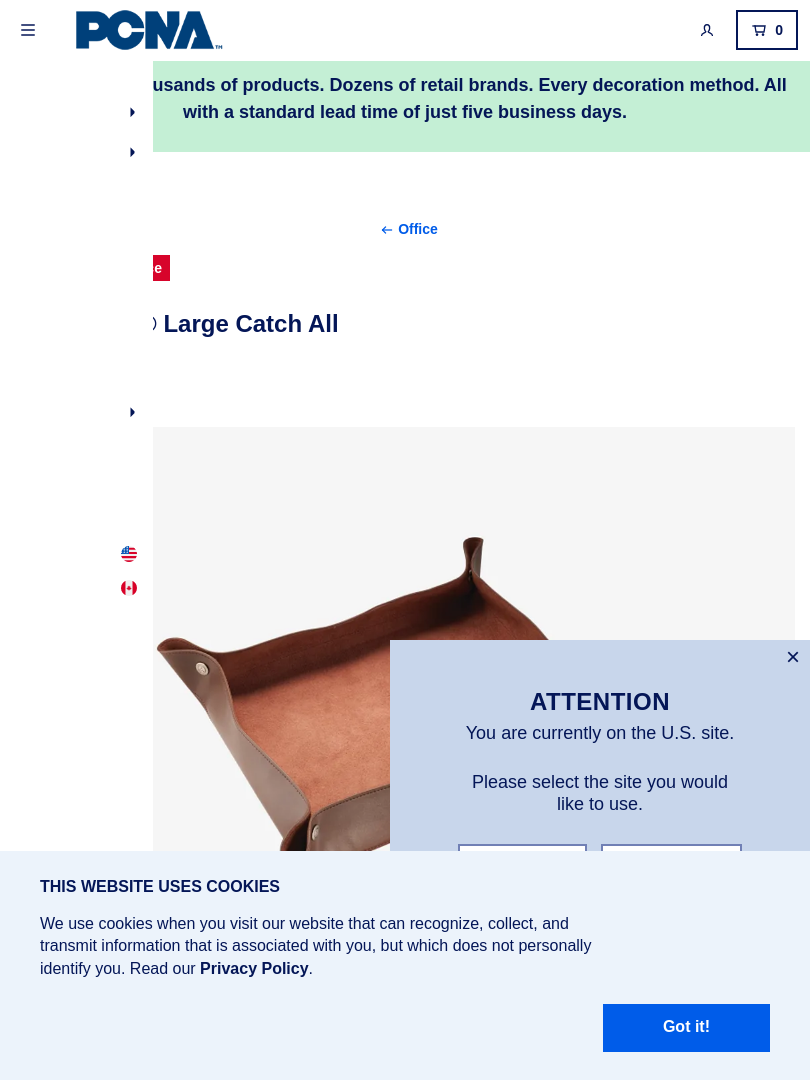 PCNA™
0
usands of products. Dozens of retail brands. Every decoration method. All
with a standard lead time of just five business days.
Office
Large Catch All
ATTENTION
You are currently on the U.S. site.
Please select the site you would
like to use.
THIS WEBSITE USES COOKIES
We use cookies when you visit our website that can recognize, collect, and
transmit information that is associated with you, but which does not personally
identify you. Read our Privacy Policy.
Got it!